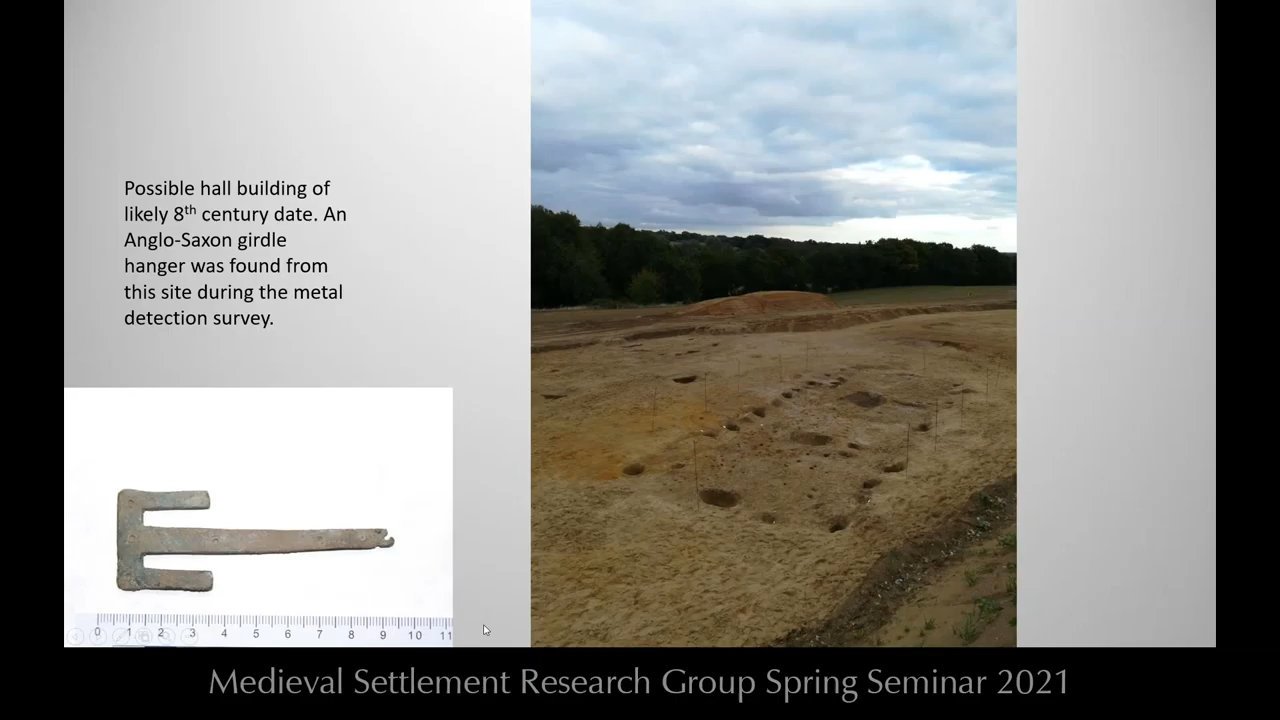 Possible hall building of
likely 8th century date. An
Anglo-Saxon girdle
hanger was found from
this site during the metal
detection survey.
0 1 2 3 4 5 6 7 8 9 10 11
Medieval Settlement Research Group Spring Seminar 2021